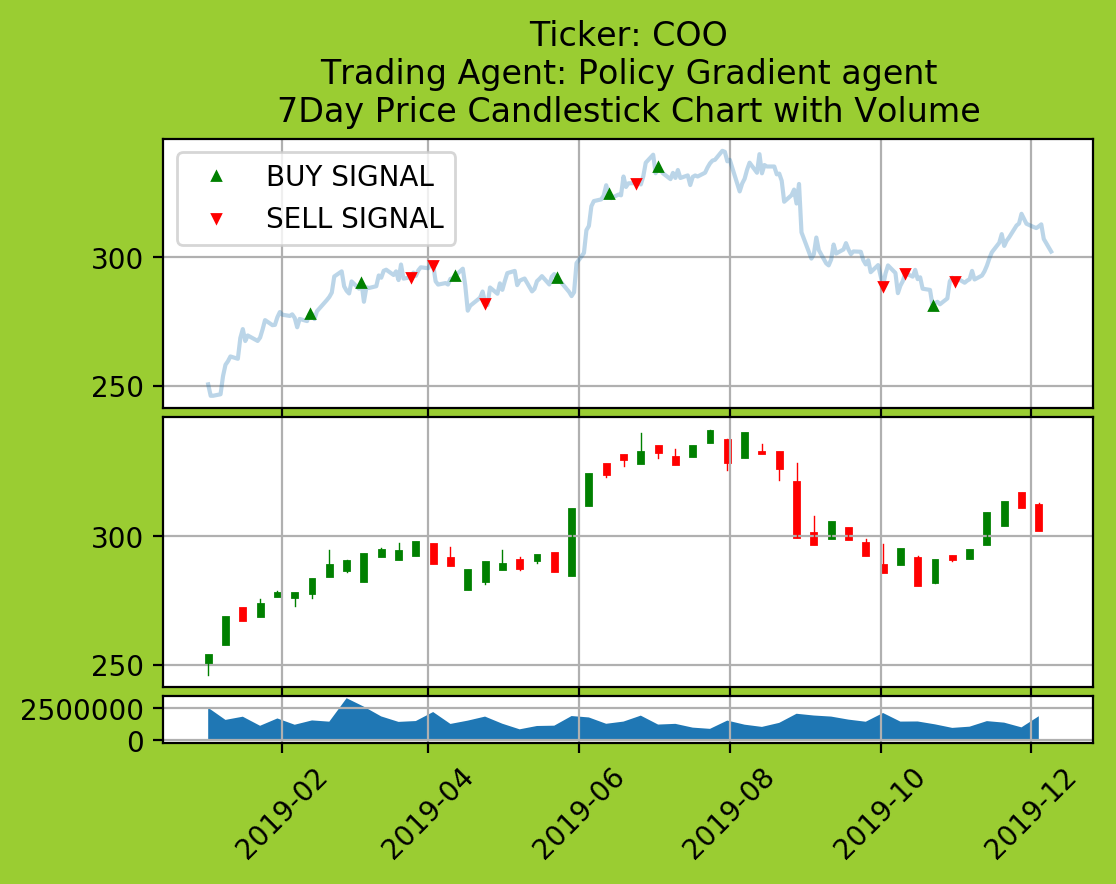 Ticker: COO
Trading Agent: Policy Gradient agent
7Day Price Candlestick Chart with Volume
BUY SIGNAL
SELL SIGNAL
300
250
300
250
2500000
0
2019-02
2019-04
2019-06
2019-08
2019-10
2019-12